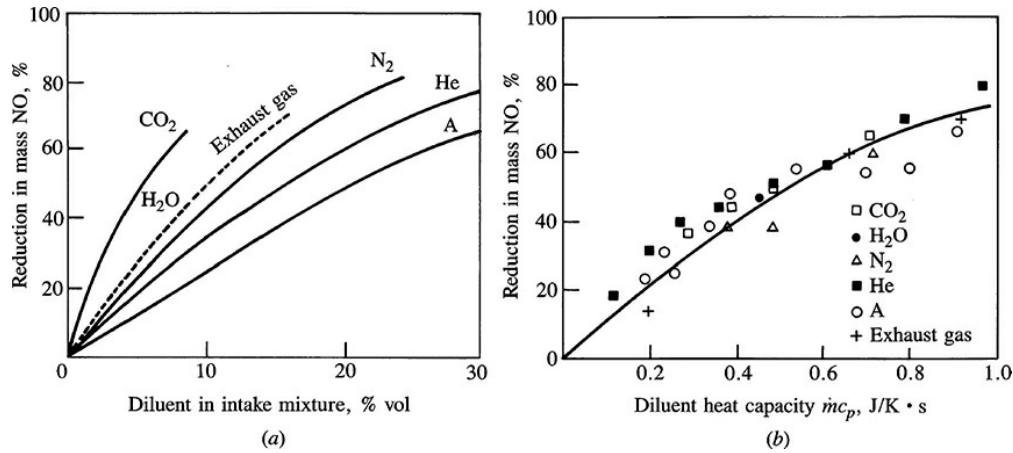 100
80
60
40
20
0
10
20
30
Reduction in mass NO, %
Diluent in intake mixture, % vol
CO₂
H₂O
Exhaust gas
N₂
He
A
(a)
100
80
60
40
20
0
0.2
0.4
0.6
0.8
1.0
Reduction in mass NO, %
Diluent heat capacity ṁcₚ, J/K · s
CO₂
H₂O
N₂
He
A
Exhaust gas
(b)